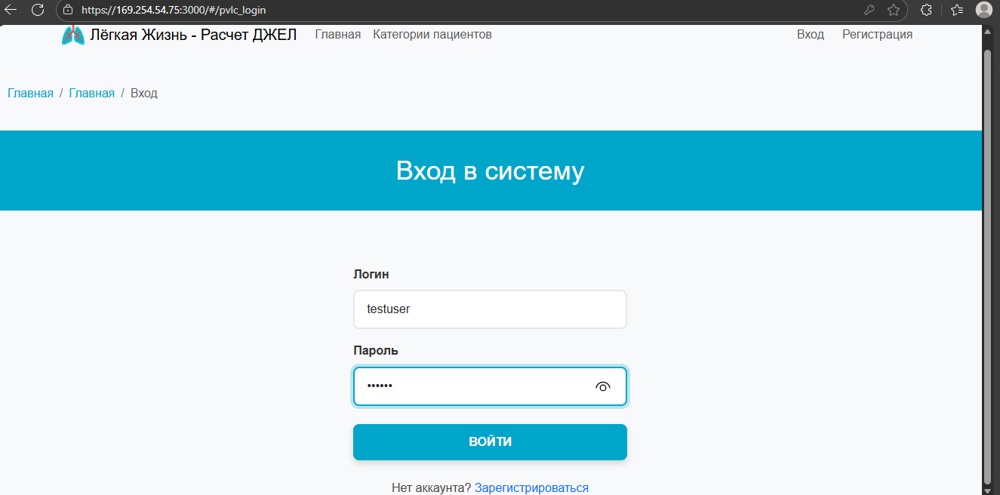 https://169.254.54.75:3000/#/pvlc_login
Лёгкая Жизнь - Расчет ДЖЕЛ Главная Категории пациентов Вход Регистрация
Главная / Главная / Вход
Вход в систему
Логин
testuser
Пароль
••••••
ВОЙТИ
Нет аккаунта? Зарегистрироваться